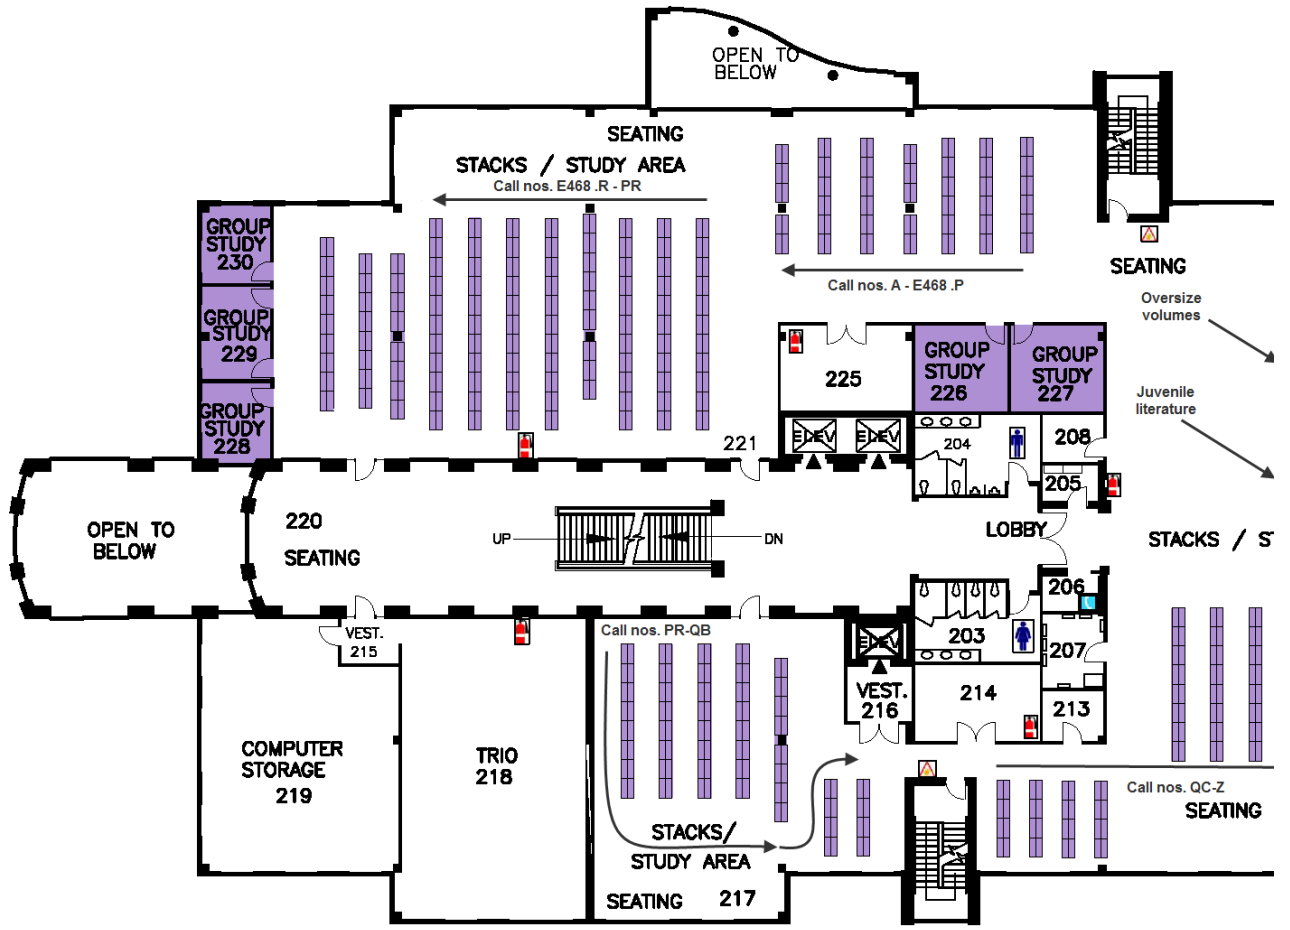 OPEN TO
BELOW
SEATING
STACKS / STUDY AREA
Call nos. E468 .R - PR
GROUP
STUDY
230
GROUP
STUDY
229
GROUP
STUDY
228
Call nos. A - E468 .P
SEATING
Oversize
volumes
Juvenile
literature
225
GROUP
STUDY
226
GROUP
STUDY
227
ELEV
ELEV
204
208
205
221
OPEN TO
BELOW
220
SEATING
UP
DN
LOBBY
STACKS / ST
206
VEST.
215
Call nos. PR-QB
ELEV
203
207
VEST.
216
214
213
COMPUTER
STORAGE
219
TRIO
218
Call nos. QC-Z
SEATING
STACKS/
STUDY AREA
SEATING 217